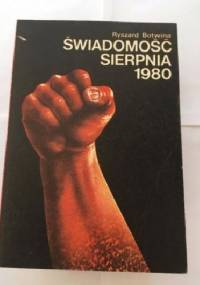 Ryszard Botwina
ŚWIADOMOŚĆ
SIERPNIA
1980